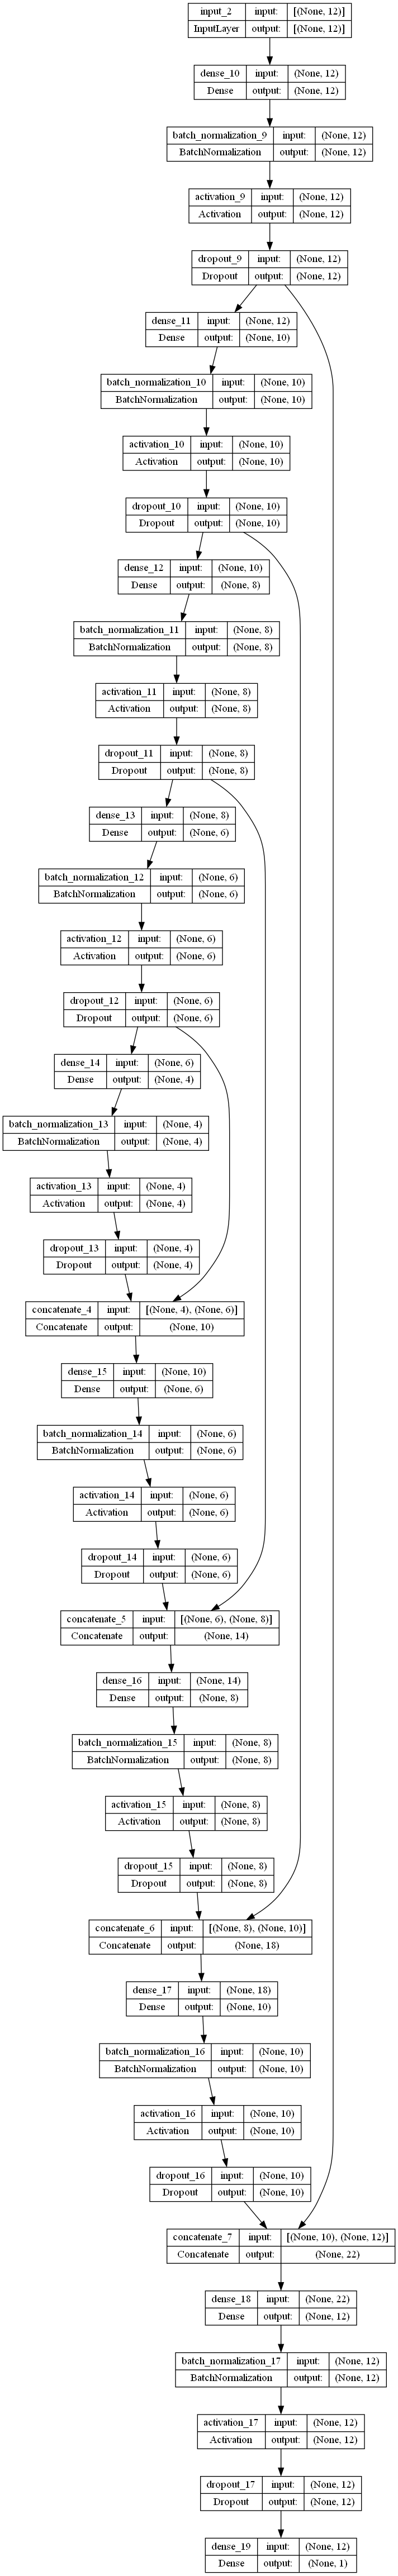 input_2 input: [(None, 12)]
InputLayer output: [(None, 12)]
dense_10 input: (None, 12)
Dense output: (None, 12)
batch_normalization_9 input: (None, 12)
BatchNormalization output: (None, 12)
activation_9 input: (None, 12)
Activation output: (None, 12)
dropout_9 input: (None, 12)
Dropout output: (None, 12)
dense_11 input: (None, 12)
Dense output: (None, 10)
batch_normalization_10 input: (None, 10)
BatchNormalization output: (None, 10)
activation_10 input: (None, 10)
Activation output: (None, 10)
dropout_10 input: (None, 10)
Dropout output: (None, 10)
dense_12 input: (None, 10)
Dense output: (None, 8)
batch_normalization_11 input: (None, 8)
BatchNormalization output: (None, 8)
activation_11 input: (None, 8)
Activation output: (None, 8)
dropout_11 input: (None, 8)
Dropout output: (None, 8)
dense_13 input: (None, 8)
Dense output: (None, 6)
batch_normalization_12 input: (None, 6)
BatchNormalization output: (None, 6)
activation_12 input: (None, 6)
Activation output: (None, 6)
dropout_12 input: (None, 6)
Dropout output: (None, 6)
dense_14 input: (None, 6)
Dense output: (None, 4)
batch_normalization_13 input: (None, 4)
BatchNormalization output: (None, 4)
activation_13 input: (None, 4)
Activation output: (None, 4)
dropout_13 input: (None, 4)
Dropout output: (None, 4)
concatenate_4 input: [(None, 4), (None, 6)]
Concatenate output: (None, 10)
dense_15 input: (None, 10)
Dense output: (None, 6)
batch_normalization_14 input: (None, 6)
BatchNormalization output: (None, 6)
activation_14 input: (None, 6)
Activation output: (None, 6)
dropout_14 input: (None, 6)
Dropout output: (None, 6)
concatenate_5 input: [(None, 6), (None, 8)]
Concatenate output: (None, 14)
dense_16 input: (None, 14)
Dense output: (None, 8)
batch_normalization_15 input: (None, 8)
BatchNormalization output: (None, 8)
activation_15 input: (None, 8)
Activation output: (None, 8)
dropout_15 input: (None, 8)
Dropout output: (None, 8)
concatenate_6 input: [(None, 8), (None, 10)]
Concatenate output: (None, 18)
dense_17 input: (None, 18)
Dense output: (None, 10)
batch_normalization_16 input: (None, 10)
BatchNormalization output: (None, 10)
activation_16 input: (None, 10)
Activation output: (None, 10)
dropout_16 input: (None, 10)
Dropout output: (None, 10)
concatenate_7 input: [(None, 10), (None, 12)]
Concatenate output: (None, 22)
dense_18 input: (None, 22)
Dense output: (None, 12)
batch_normalization_17 input: (None, 12)
BatchNormalization output: (None, 12)
activation_17 input: (None, 12)
Activation output: (None, 12)
dropout_17 input: (None, 12)
Dropout output: (None, 12)
dense_19 input: (None, 12)
Dense output: (None, 1)